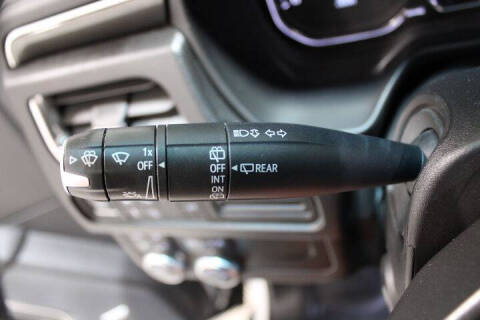 1x
OFF
OFF
REAR
INT
ON